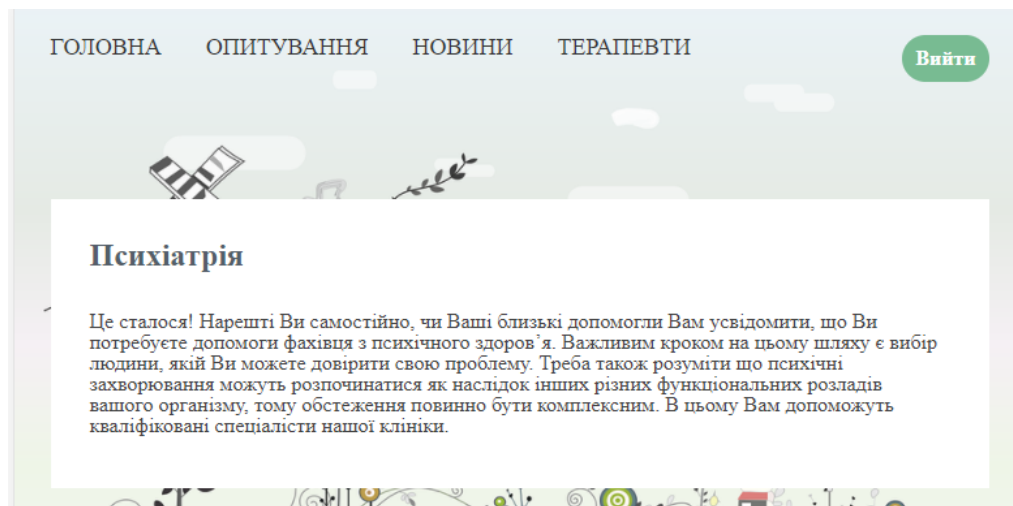 ГОЛОВНА ОПИТУВАННЯ НОВИНИ ТЕРАПЕВТИ Вийти
Психіатрія
Це сталося! Нарешті Ви самостійно, чи Ваші близькі допомогли Вам усвідомити, що Ви
потребуєте допомоги фахівця з психічного здоров’я. Важливим кроком на цьому шляху є вибір
людини, якій Ви можете довірити свою проблему. Треба також розуміти що психічні
захворювання можуть розпочинатися як наслідок інших різних функціональних розладів
вашого організму, тому обстеження повинно бути комплексним. В цьому Вам допоможуть
кваліфіковані спеціалісти нашої клініки.